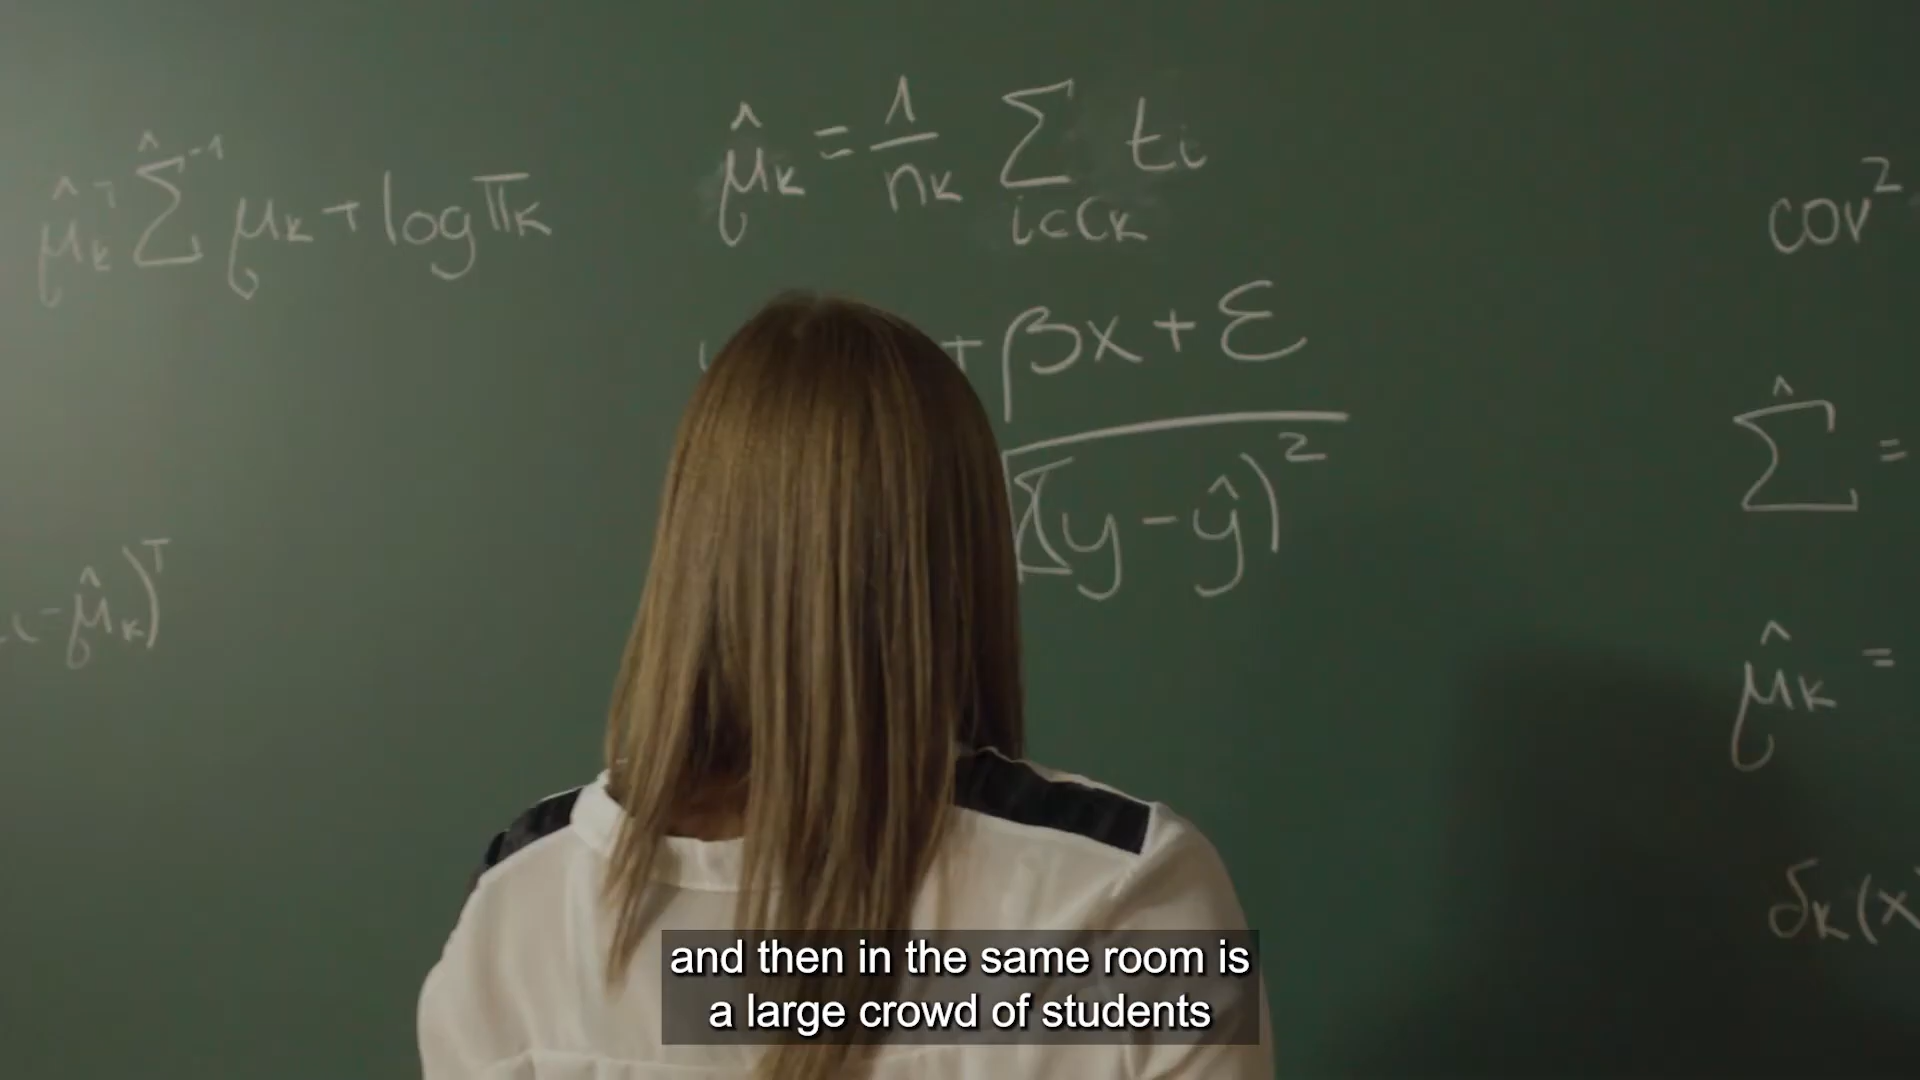 μ̂ₖᵀ Σ̂⁻¹ μₖ + log πₖ
μ̂ₖ = 1/nₖ Σ tᵢ
i∈Cₖ
cov²
+ βx + ε
Σ̂ =
√Σ(y - ŷ)²
- μ̂ₖ)ᵀ
μ̂ₖ =
δₖ(x
and then in the same room is
a large crowd of students